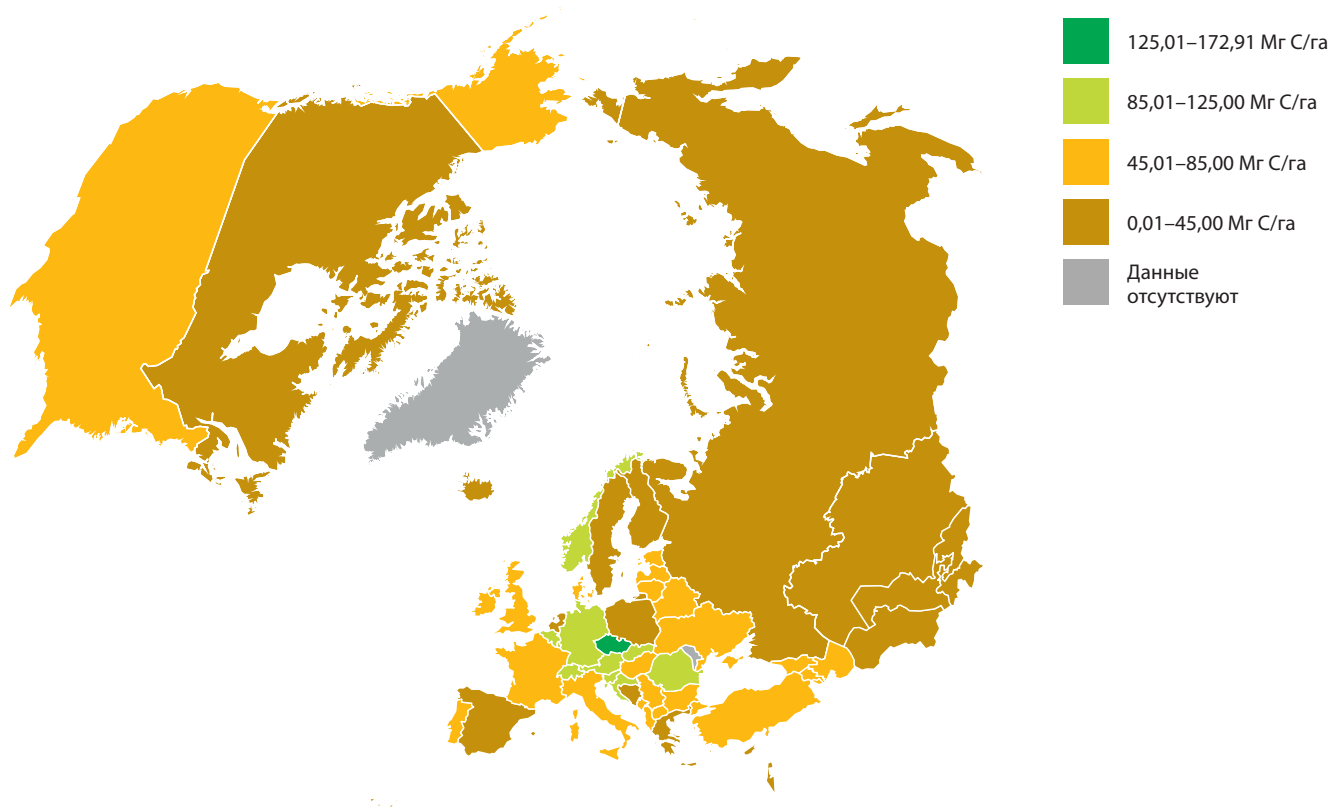 125,01–172,91 Мг C/га
85,01–125,00 Мг C/га
45,01–85,00 Мг C/га
0,01–45,00 Мг C/га
Данные
отсутствуют